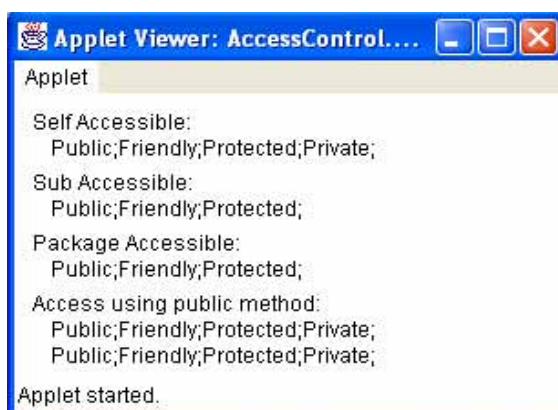 Applet Viewer: AccessControl....
Applet
Self Accessible:
Public;Friendly;Protected;Private;
Sub Accessible:
Public;Friendly;Protected;
Package Accessible:
Public;Friendly;Protected;
Access using public method:
Public;Friendly;Protected;Private;
Public;Friendly;Protected;Private;
Applet started.